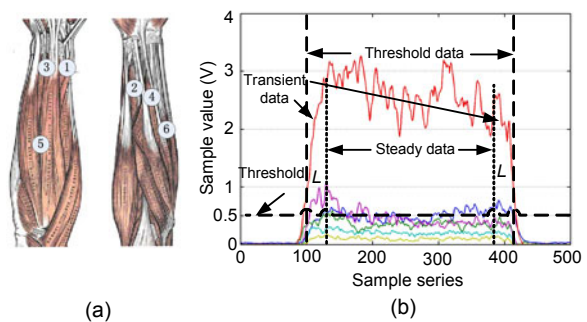 3
1
2
4
5
6
(a)
Sample value (V)
4
3
2
1
0.5
0
Threshold data
Transient
data
Steady data
Threshold
L
L
0
100
200
300
400
500
Sample series
(b)